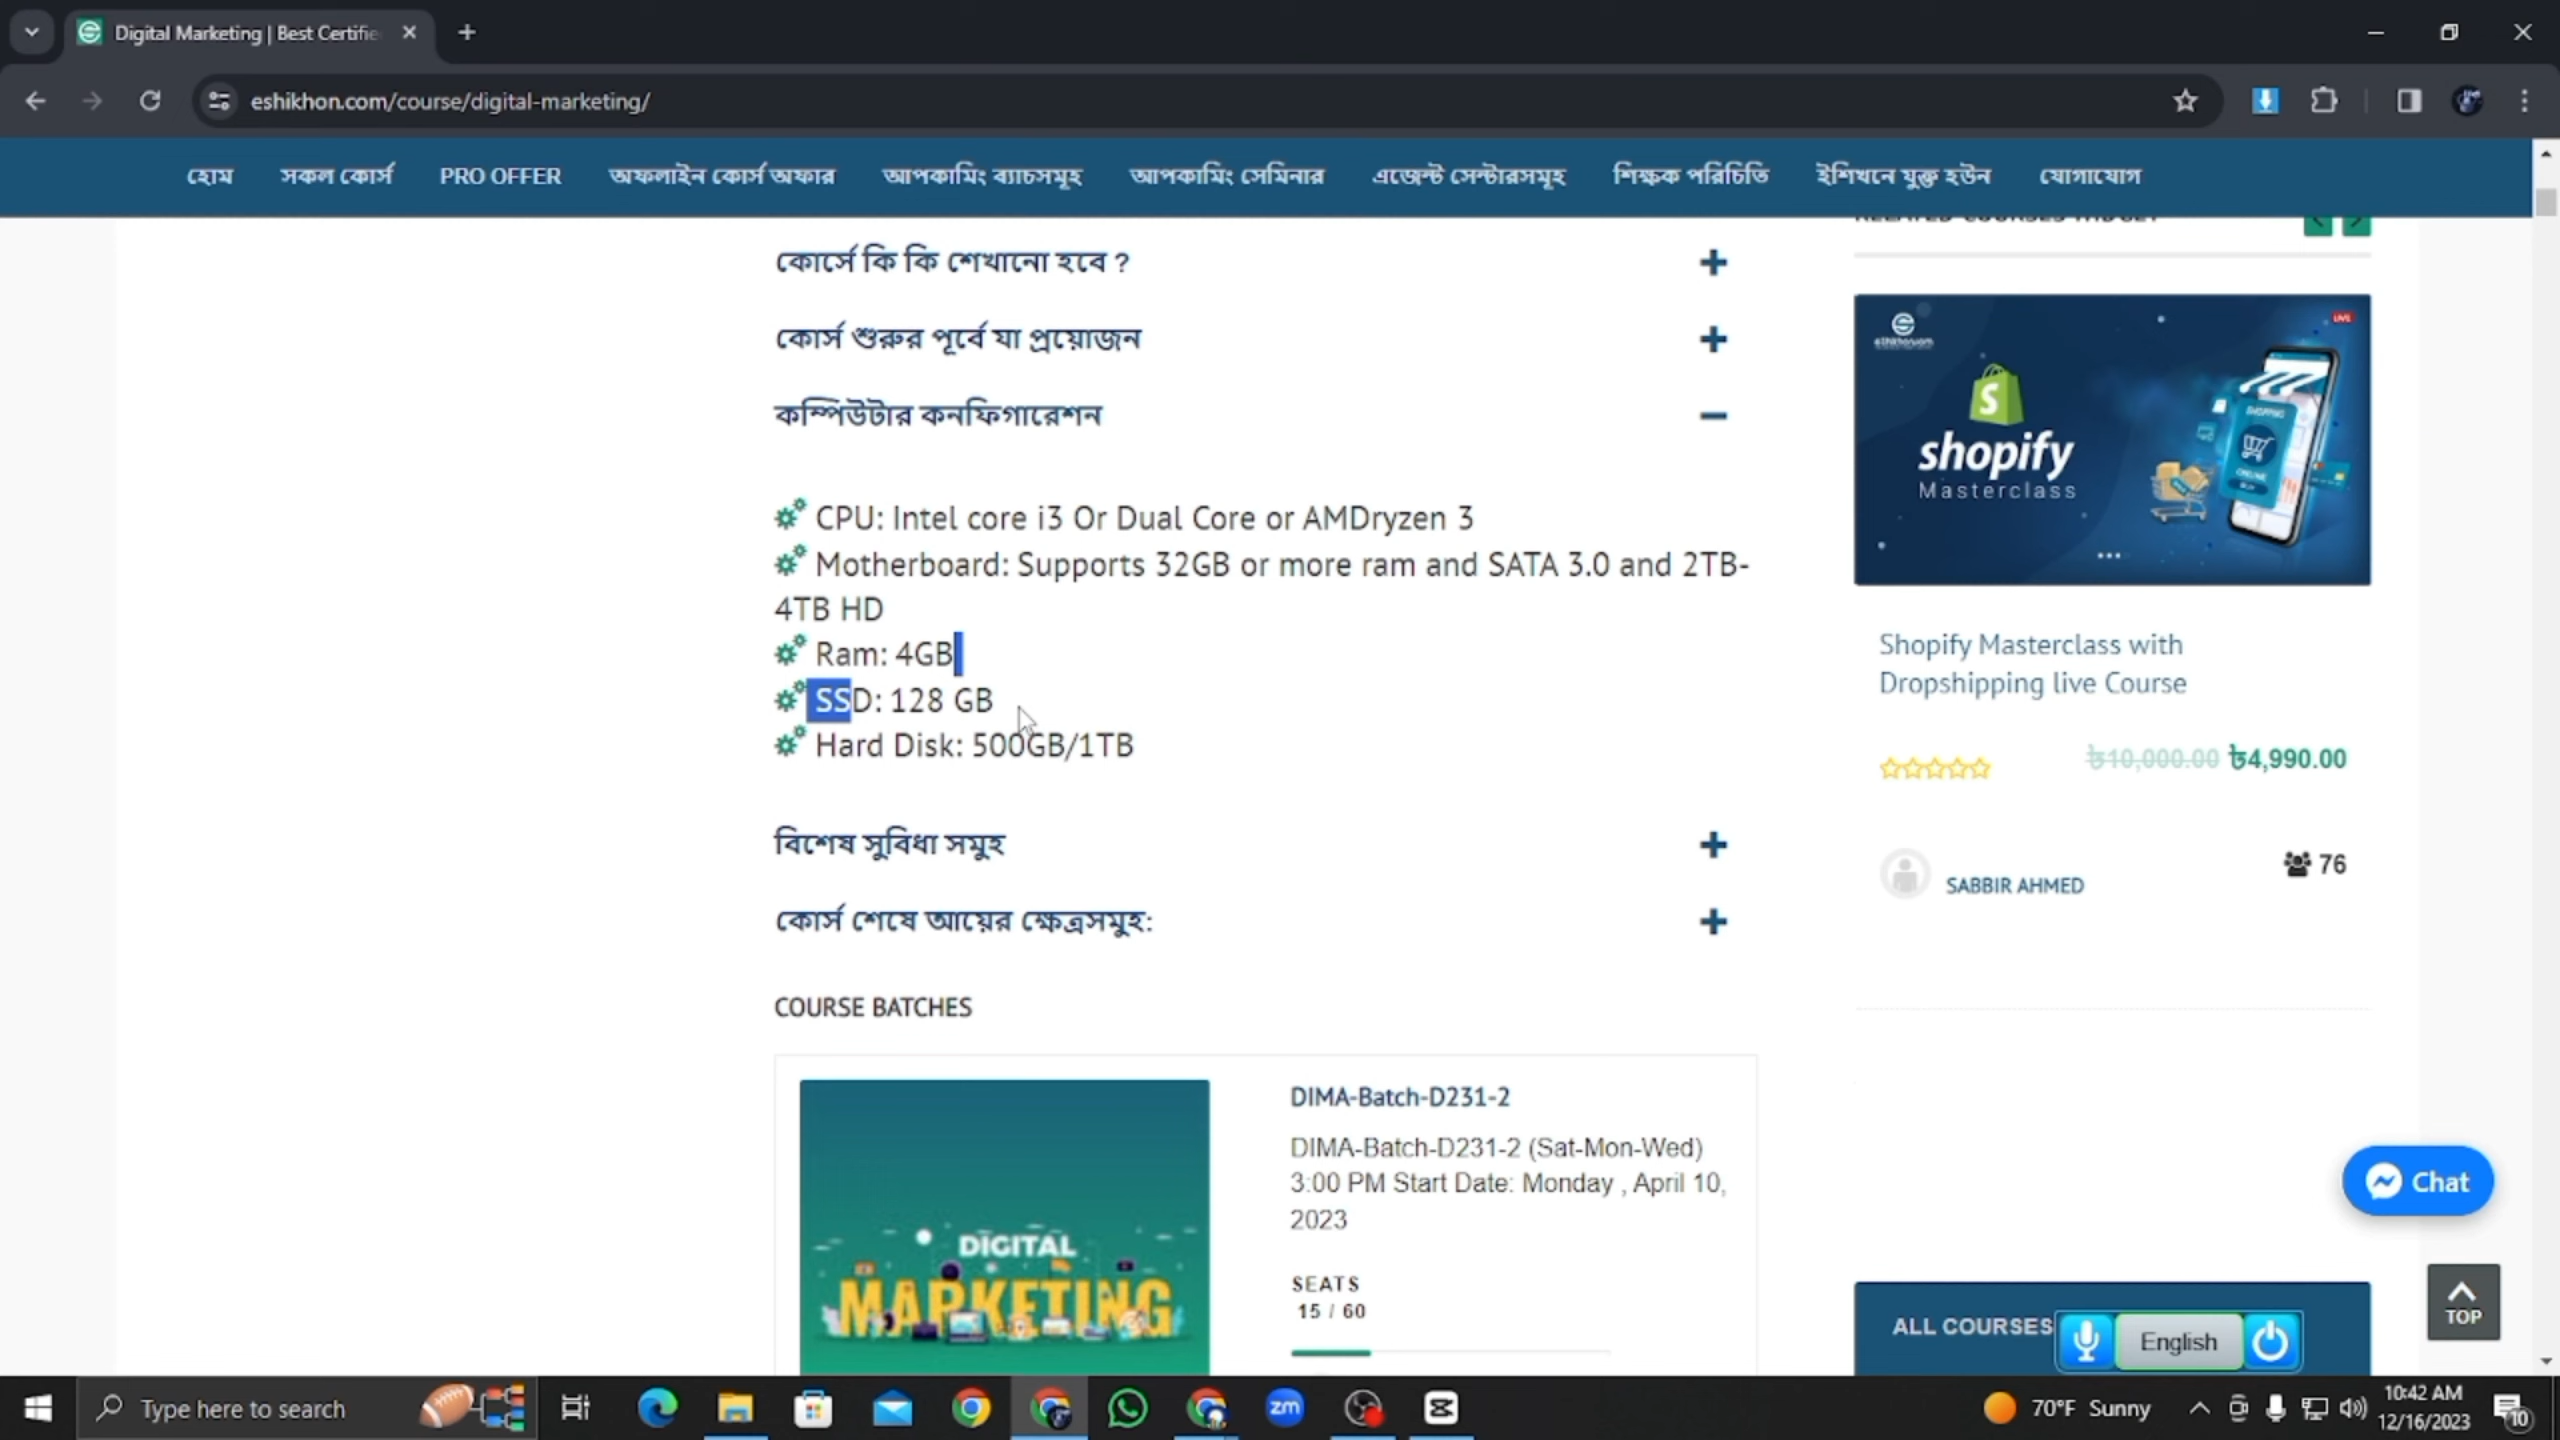 Digital Marketing | Best Certifie
eshikhon.com/course/digital-marketing/
হোম সকল কোর্স PRO OFFER অফলাইন কোর্স অফার আপকামিং ব্যাচসমূহ আপকামিং সেমিনার এজেন্ট সেন্টারসমূহ শিক্ষক পরিচিতি ইশিখনে যুক্ত হউন যোগাযোগ
RELATED COURSES WIDGET
কোর্সে কি কি শেখানো হবে ?
কোর্স শুরুর পূর্বে যা প্রয়োজন
কম্পিউটার কনফিগারেশন
CPU: Intel core i3 Or Dual Core or AMDryzen 3
Motherboard: Supports 32GB or more ram and SATA 3.0 and 2TB-
4TB HD
Ram: 4GB
SSD: 128 GB
Hard Disk: 500GB/1TB
বিশেষ সুবিধা সমুহ
কোর্স শেষে আয়ের ক্ষেত্রসমুহ:
COURSE BATCHES
DIGITAL
MARKETING
DIMA-Batch-D231-2
DIMA-Batch-D231-2 (Sat-Mon-Wed)
3:00 PM Start Date: Monday , April 10,
2023
SEATS
15 / 60
LIVE
shopify
Masterclass
Shopify Masterclass with
Dropshipping live Course
৳10,000.00 ৳4,990.00
SABBIR AHMED
76
Chat
TOP
ALL COURSES
English
Type here to search
zm
70°F Sunny
10:42 AM
12/16/2023
10